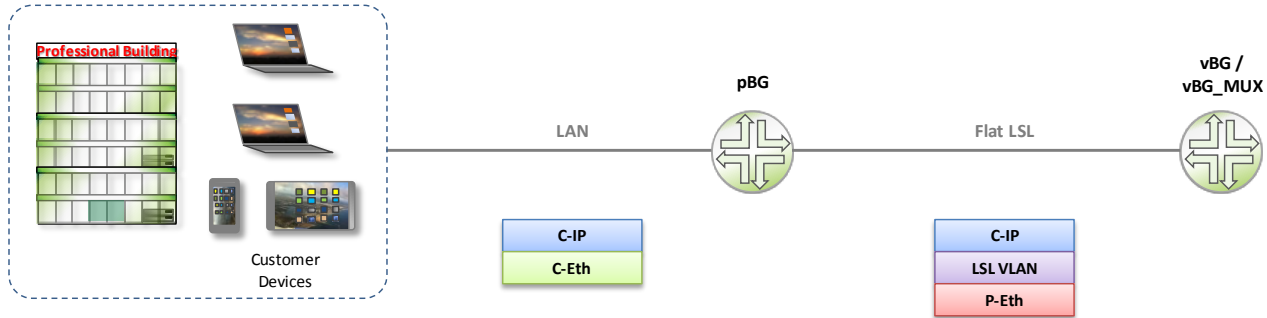 Professional Building
Customer
Devices
LAN
pBG
Flat LSL
vBG /
vBG_MUX
C-IP
C-Eth
C-IP
LSL VLAN
P-Eth